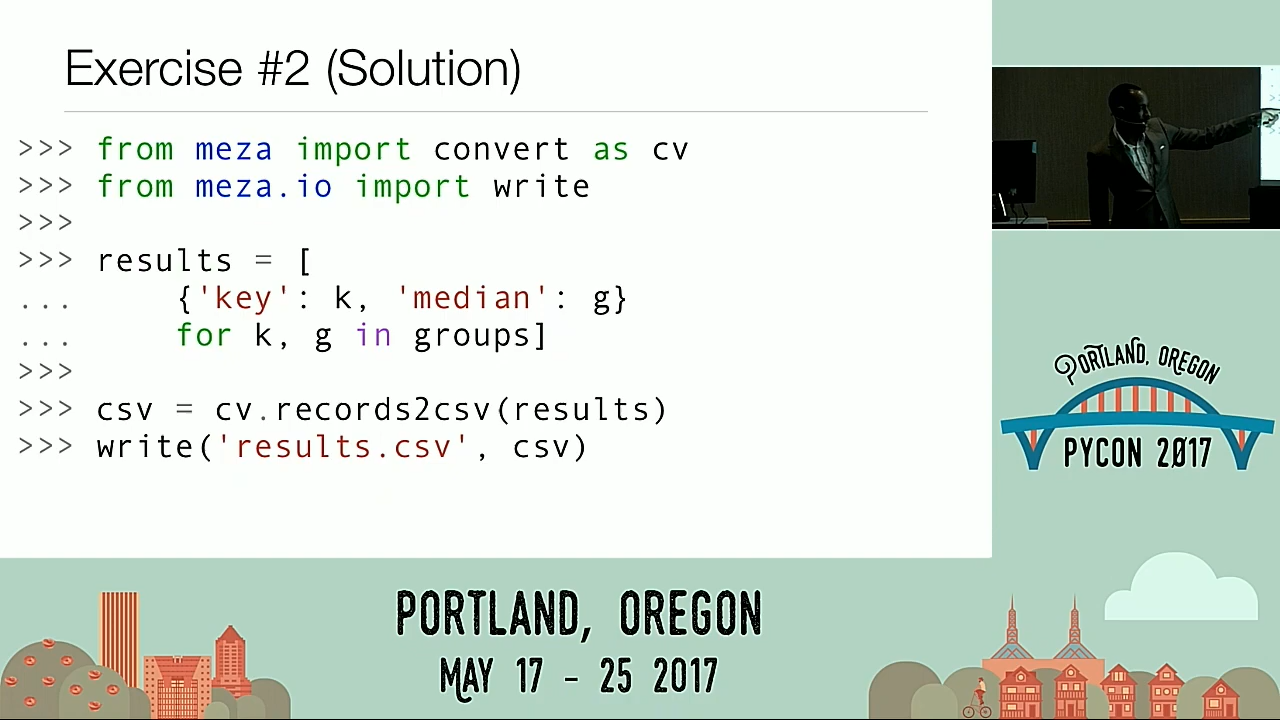 Exercise #2 (Solution)
>>> from meza import convert as cv
>>> from meza.io import write
>>>
>>> results = [
...     {'key': k, 'median': g}
...     for k, g in groups]
>>>
>>> csv = cv.records2csv(results)
>>> write('results.csv', csv)
PORTLAND, OREGON
PYCON 2017
PORTLAND, OREGON
MAY 17 - 25 2017